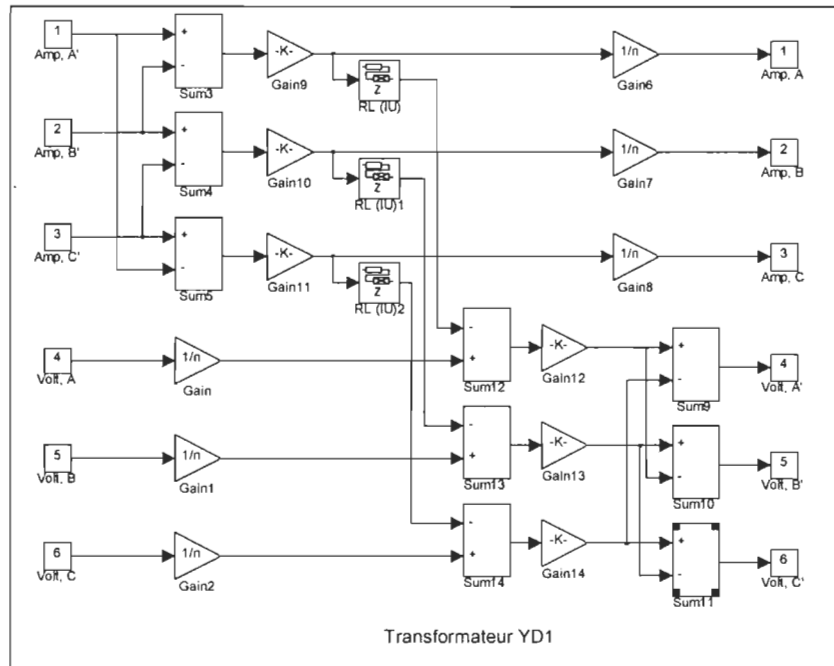 1
Amp, A'
+
-
Sum3
-K-
Gain9
Z
RL (IU)
1/n
Gain6
1
Amp, A
2
Amp, B'
+
-
Sum4
-K-
Gain10
Z
RL (IU)1
1/n
Gain7
2
Amp, B
3
Amp, C'
+
-
Sum5
-K-
Gain11
Z
RL (IU)2
1/n
Gain8
3
Amp, C
4
Volt, A
1/n
Gain
-
+
Sum12
-K-
Gain12
+
-
Sum9
4
Volt, A'
5
Volt, B
1/n
Gain1
-
+
Sum13
-K-
Gain13
+
-
Sum10
5
Volt, B'
6
Volt, C
1/n
Gain2
-
+
Sum14
-K-
Gain14
+
-
Sum11
6
Volt, C'
Transformateur YD1